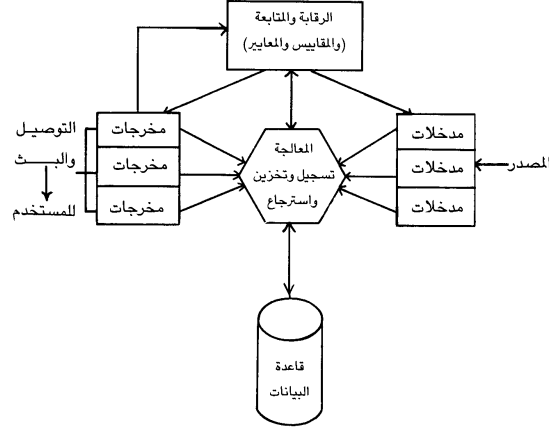 الرقابة والمتابعة
(والمقاييس والمعايير)
المصدر
مدخلات
مدخلات
مدخلات
المعالجة
تسجيل وتخزين
واسترجاع
مخرجات
مخرجات
مخرجات
التوصيل
والبث
للمستخدم
قاعدة
البيانات